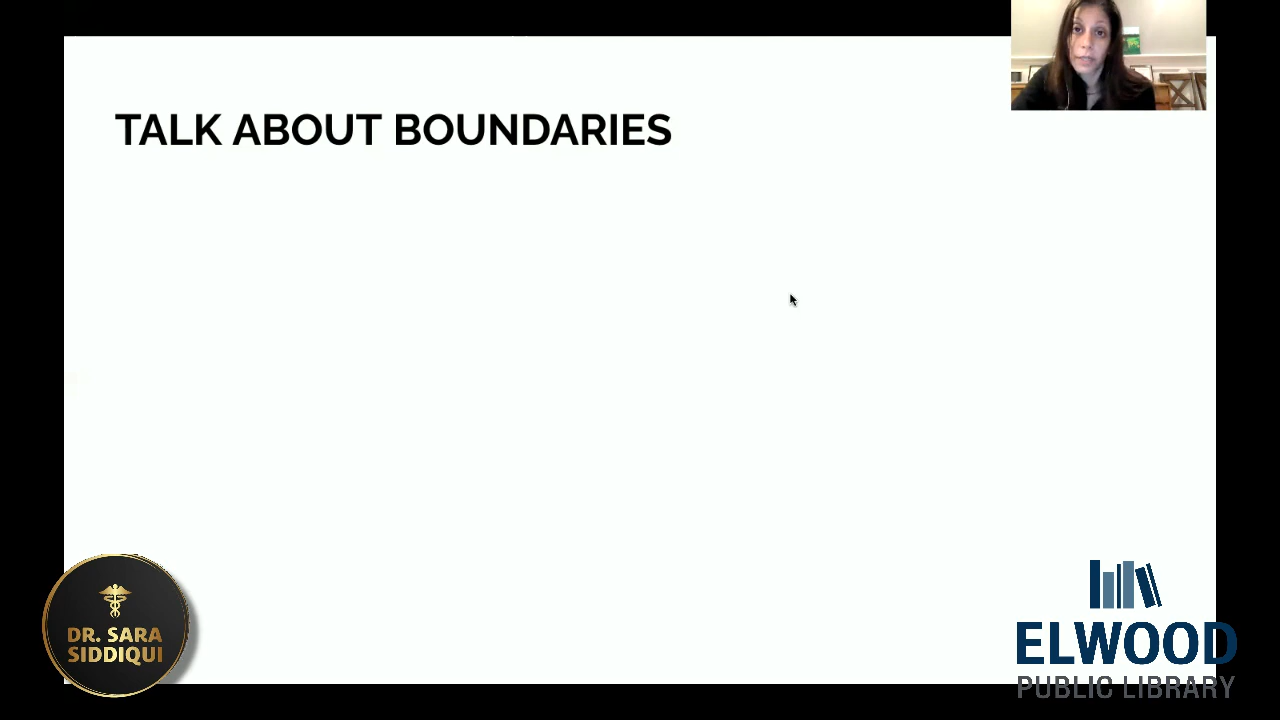 TALK ABOUT BOUNDARIES
DR. SARA
SIDDIQUI
ELWOOD
PUBLIC LIBRARY